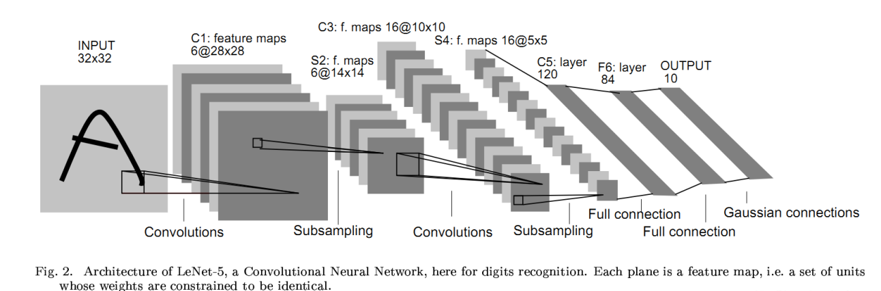 INPUT
32x32
C1: feature maps
6@28x28
S2: f. maps
6@14x14
C3: f. maps 16@10x10
S4: f. maps 16@5x5
C5: layer
120
F6: layer
84
OUTPUT
10
Convolutions
Subsampling
Convolutions
Subsampling
Full connection
Full connection
Gaussian connections
Fig. 2. Architecture of LeNet-5, a Convolutional Neural Network, here for digits recognition. Each plane is a feature map, i.e. a set of units
whose weights are constrained to be identical.